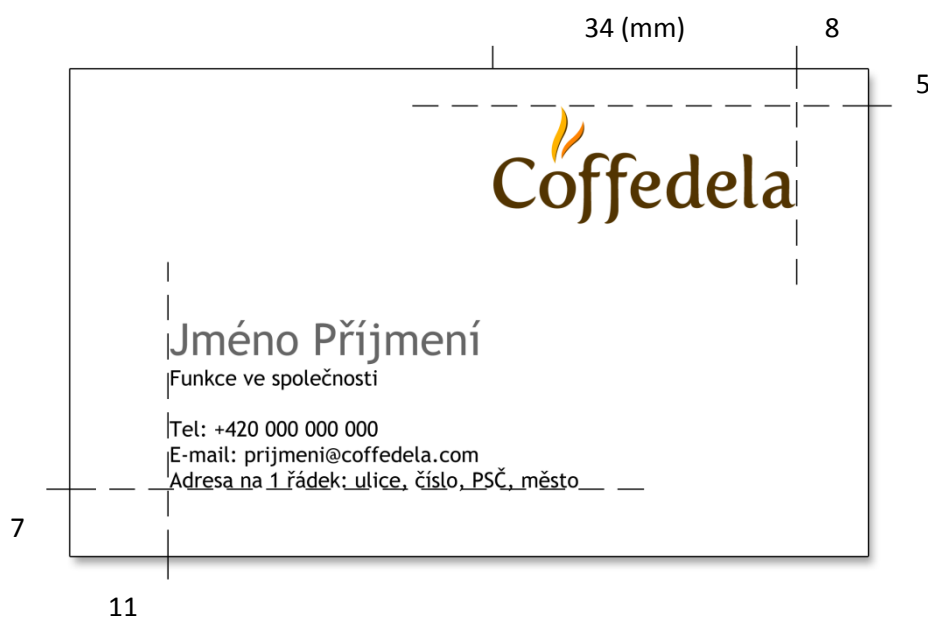 34 (mm)
8
5
Coffedela
Jméno Příjmení
Funkce ve společnosti
Tel: +420 000 000 000
E-mail: prijmeni@coffedela.com
Adresa na 1 řádek: ulice, číslo, PSČ, město
7
11